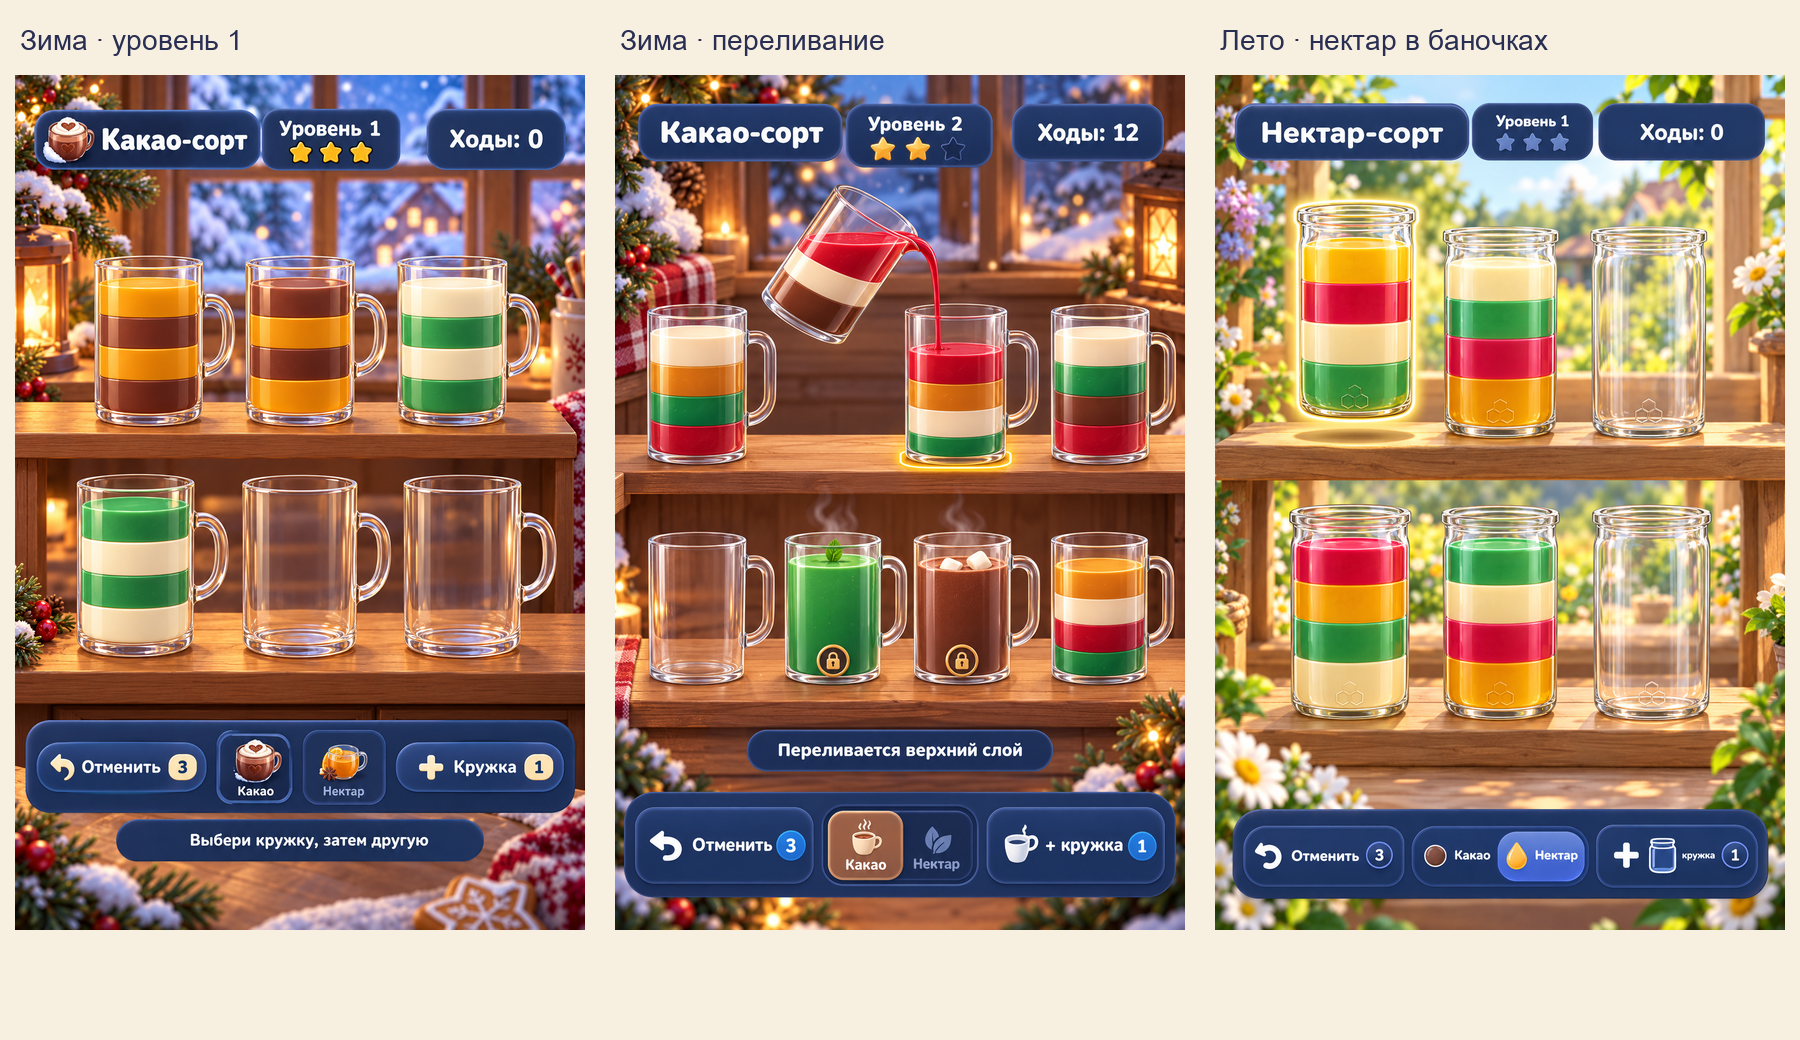 Зима · уровень 1
Какао-сорт
Уровень 1
Ходы: 0
Отменить 3
Какао
Нектар
Кружка 1
Выбери кружку, затем другую
Зима · переливание
Какао-сорт
Уровень 2
Ходы: 12
Переливается верхний слой
Отменить 3
Какао
Нектар
+ кружка 1
Лето · нектар в баночках
Нектар-сорт
Уровень 1
Ходы: 0
Отменить 3
Какао
Нектар
кружка 1